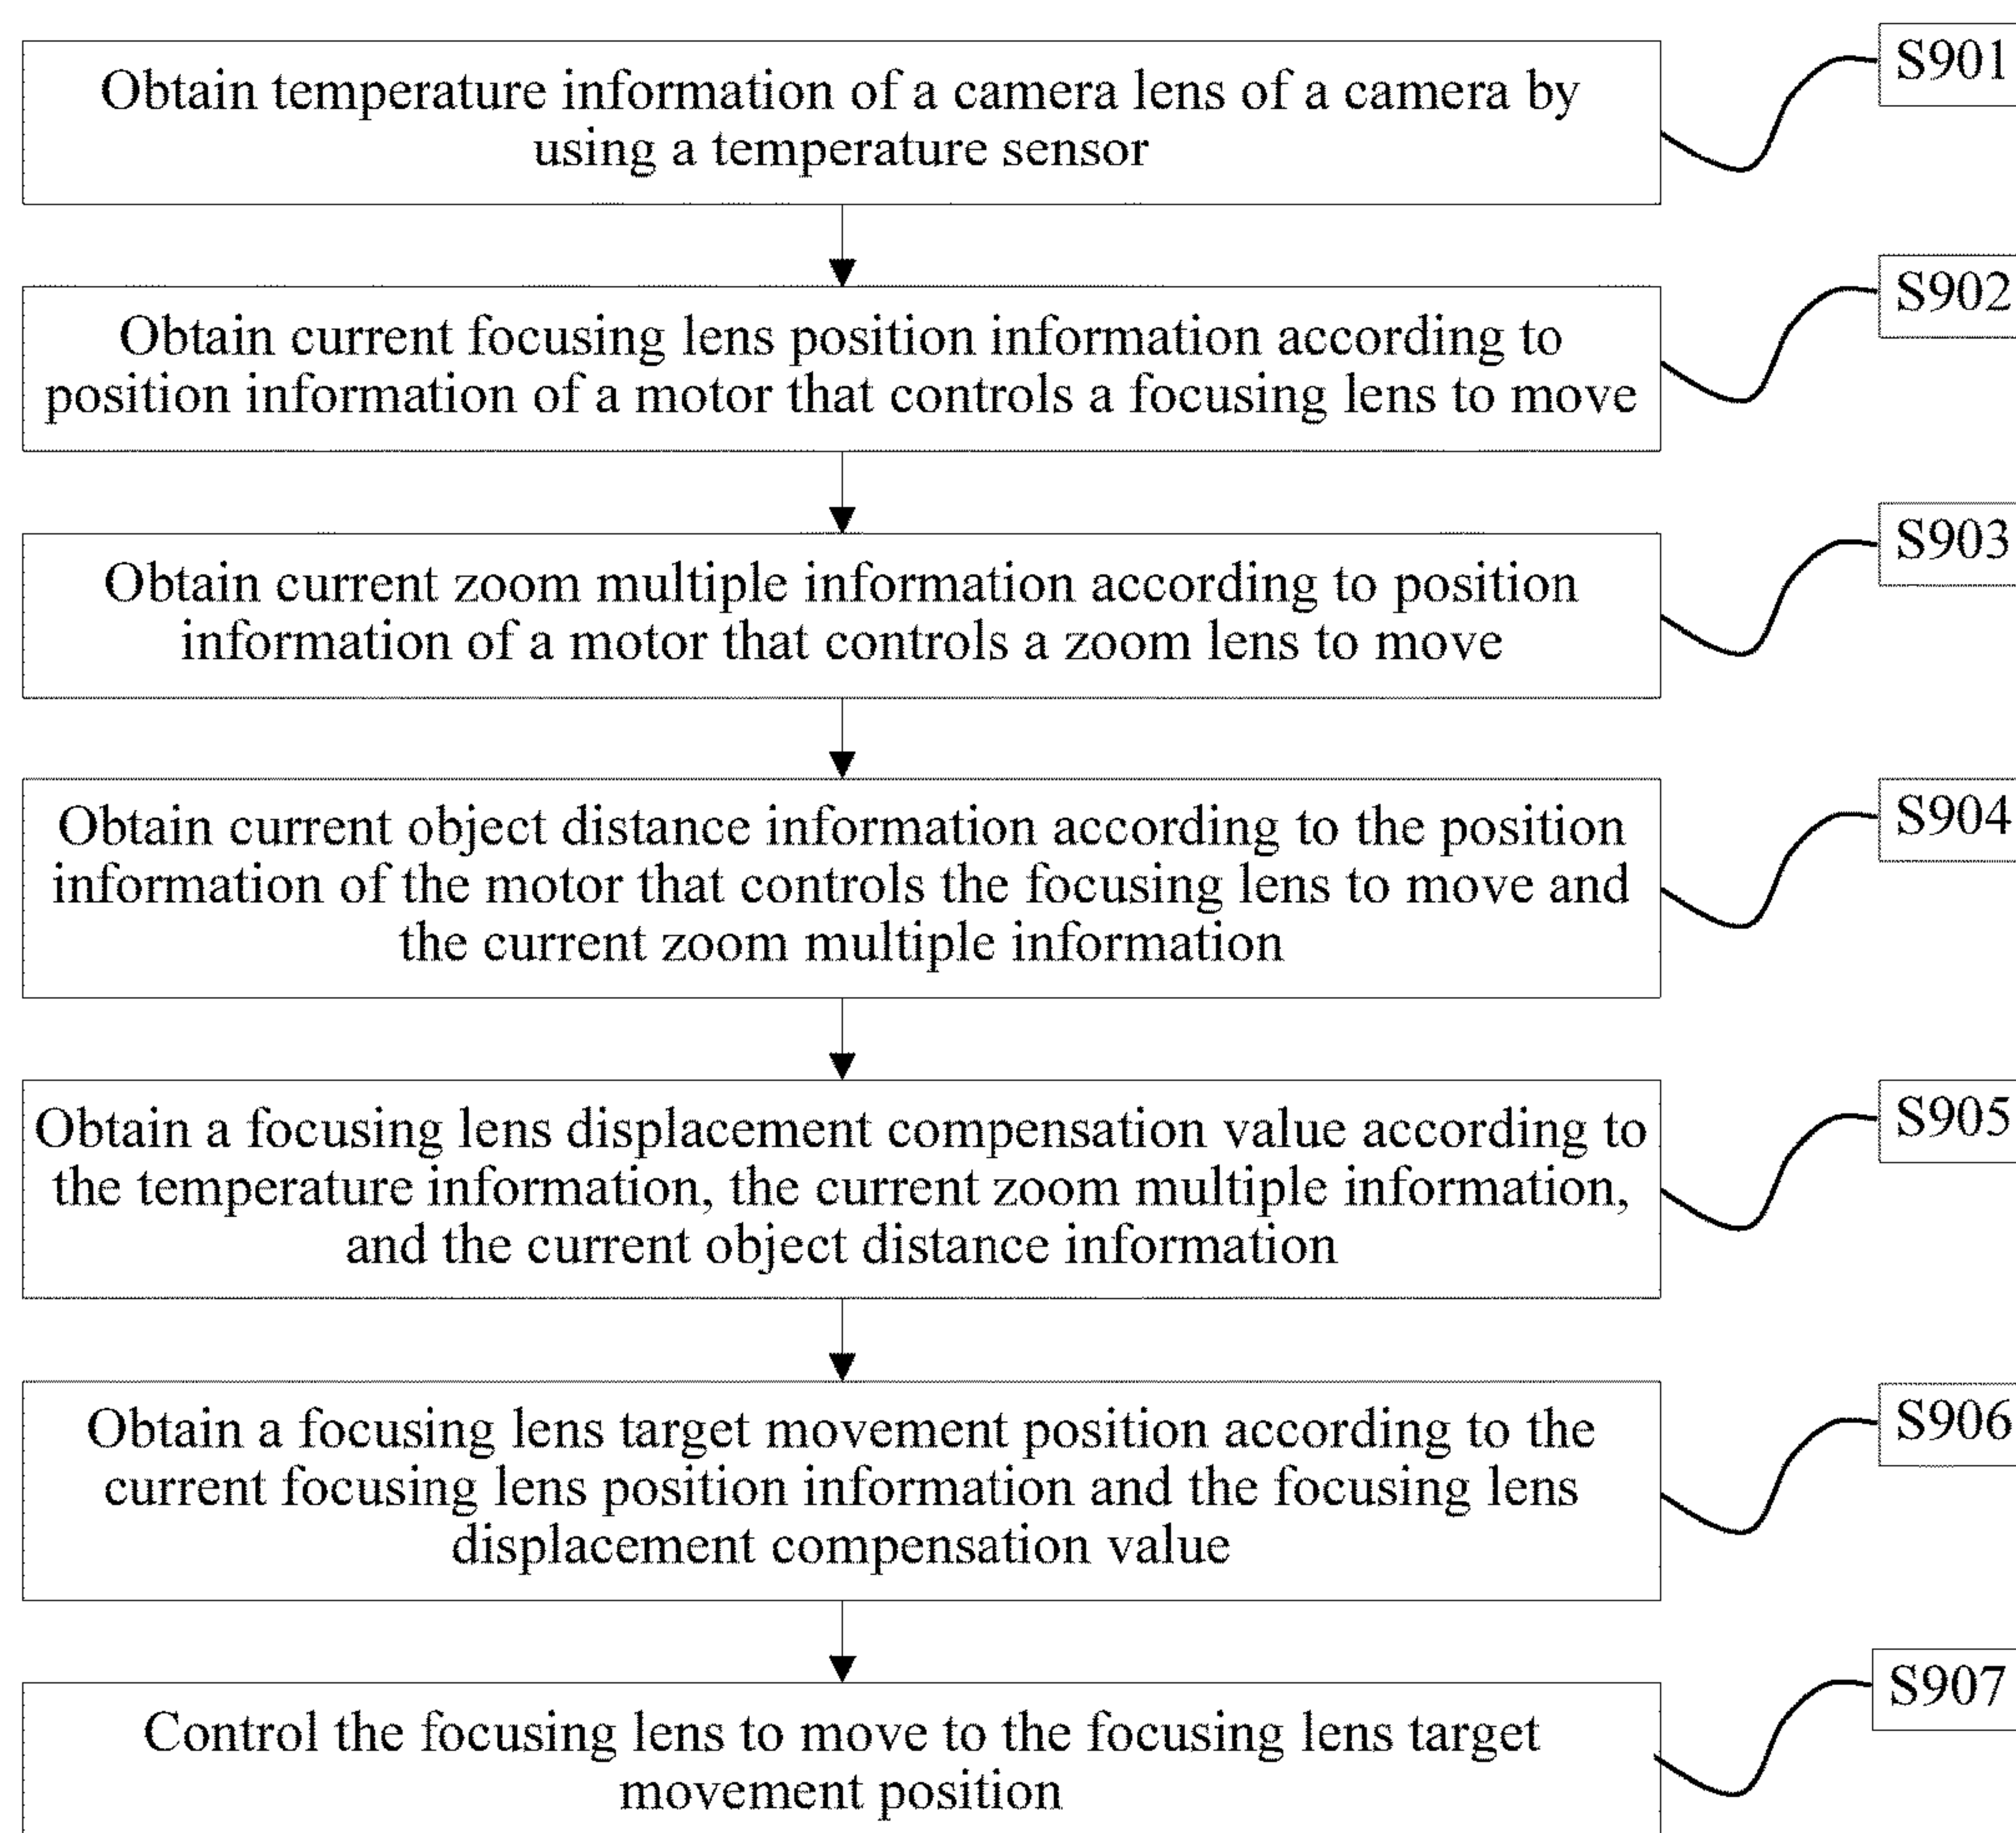 Obtain temperature information of a camera lens of a camera by
using a temperature sensor
S901
Obtain current focusing lens position information according to
position information of a motor that controls a focusing lens to move
S902
Obtain current zoom multiple information according to position
information of a motor that controls a zoom lens to move
S903
Obtain current object distance information according to the position
information of the motor that controls the focusing lens to move and
the current zoom multiple information
S904
Obtain a focusing lens displacement compensation value according to
the temperature information, the current zoom multiple information,
and the current object distance information
S905
Obtain a focusing lens target movement position according to the
current focusing lens position information and the focusing lens
displacement compensation value
S906
Control the focusing lens to move to the focusing lens target
movement position
S907